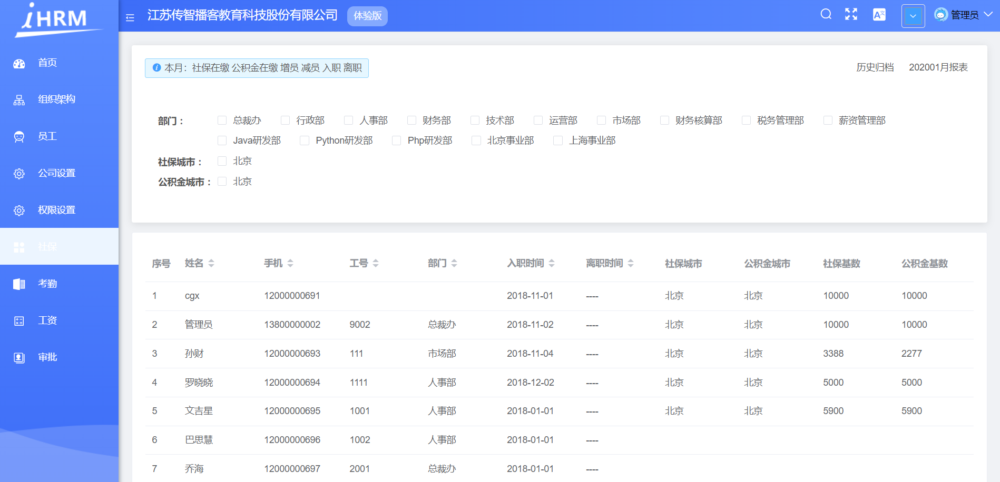 iHRM
江苏传智播客教育科技股份有限公司 体验版
管理员
首页
组织架构
员工
公司设置
权限设置
社保
考勤
工资
审批
本月：社保在缴 公积金在缴 增员 减员 入职 离职
历史归档 202001月报表
部门： 总裁办 行政部 人事部 财务部 技术部 运营部 市场部 财务核算部 税务管理部 薪资管理部
Java研发部 Python研发部 Php研发部 北京事业部 上海事业部
社保城市： 北京
公积金城市： 北京
序号 姓名 手机 工号 部门 入职时间 离职时间 社保城市 公积金城市 社保基数 公积金基数
1 cgx 12000000691 2018-11-01 ---- 北京 北京 10000 10000
2 管理员 13800000002 9002 总裁办 2018-11-02 ---- 北京 北京 10000 10000
3 孙财 12000000693 111 市场部 2018-11-04 ---- 北京 北京 3388 2277
4 罗晓晓 12000000694 1111 人事部 2018-12-02 ---- 北京 北京 5000 5000
5 文吉星 12000000695 1001 人事部 2018-01-01 ---- 北京 北京 5900 5900
6 巴思慧 12000000696 1002 人事部 2018-01-01 ----
7 乔海 12000000697 2001 总裁办 2018-01-01 ----